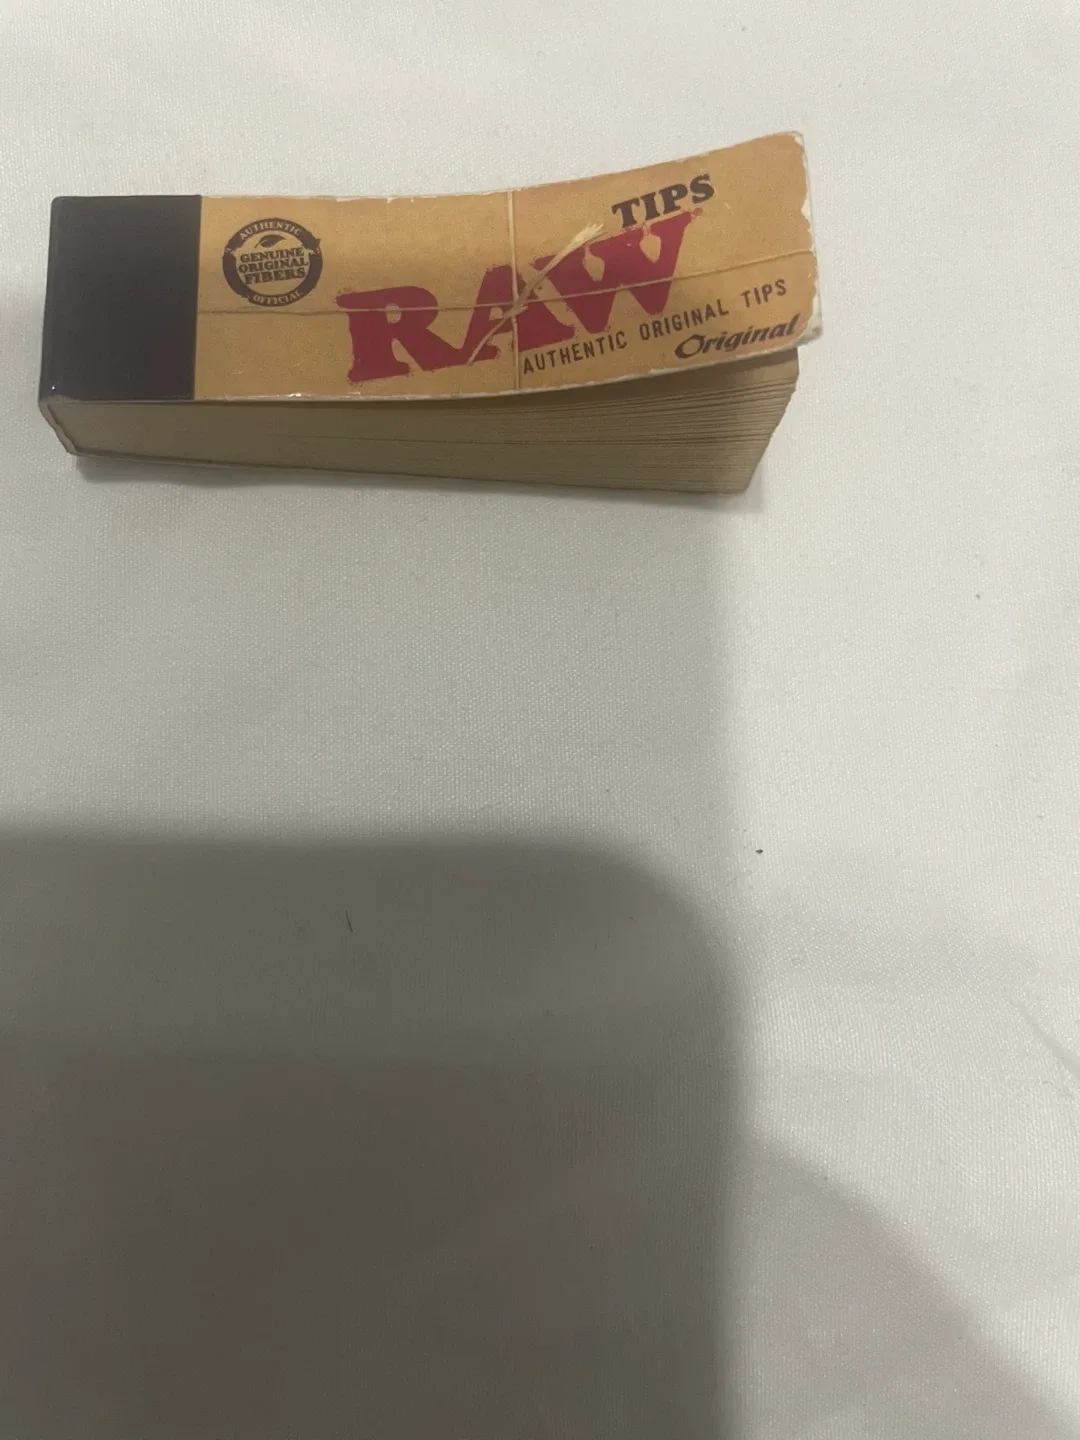 AUTHENTIC
GENUINE
ORIGINAL
FIBERS
OFFICIAL
TIPS
RAW
AUTHENTIC ORIGINAL TIPS
Original